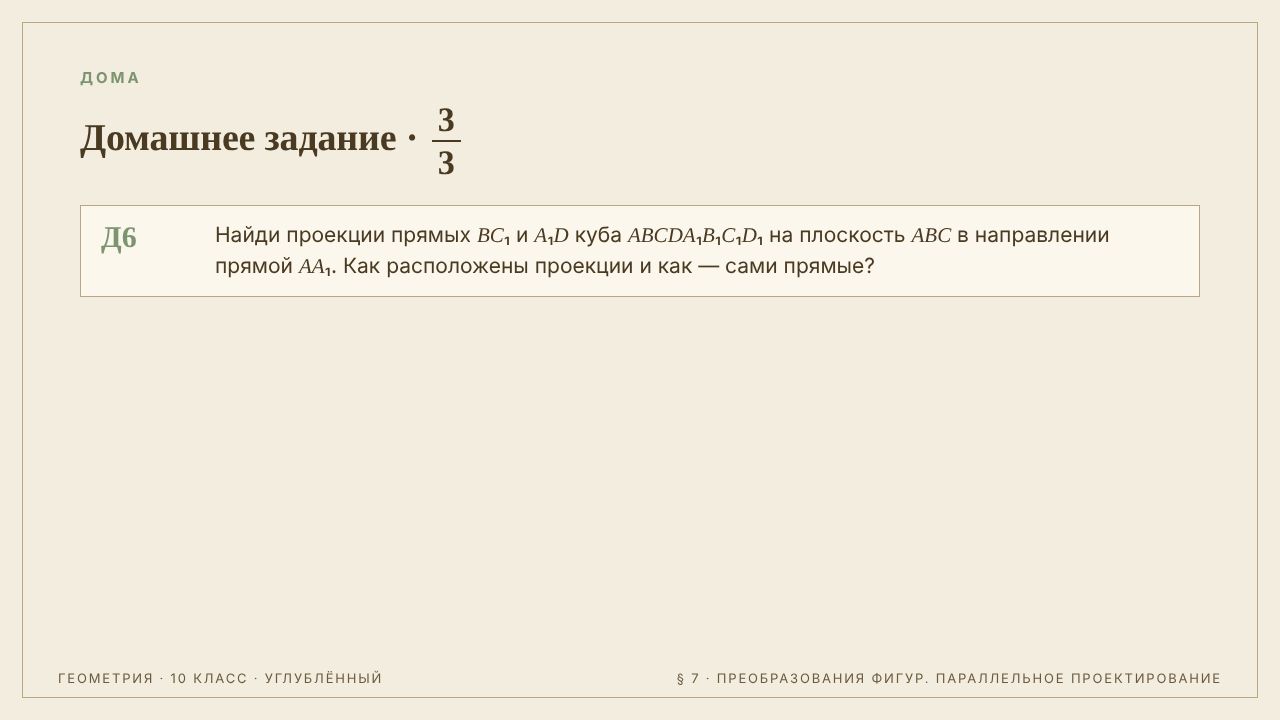 ДОМА
Домашнее задание · 3/3
Д6
Найди проекции прямых BC₁ и A₁D куба ABCDA₁B₁C₁D₁ на плоскость ABC в направлении
прямой AA₁. Как расположены проекции и как — сами прямые?
ГЕОМЕТРИЯ · 10 КЛАСС · УГЛУБЛЁННЫЙ
§ 7 · ПРЕОБРАЗОВАНИЯ ФИГУР. ПАРАЛЛЕЛЬНОЕ ПРОЕКТИРОВАНИЕ